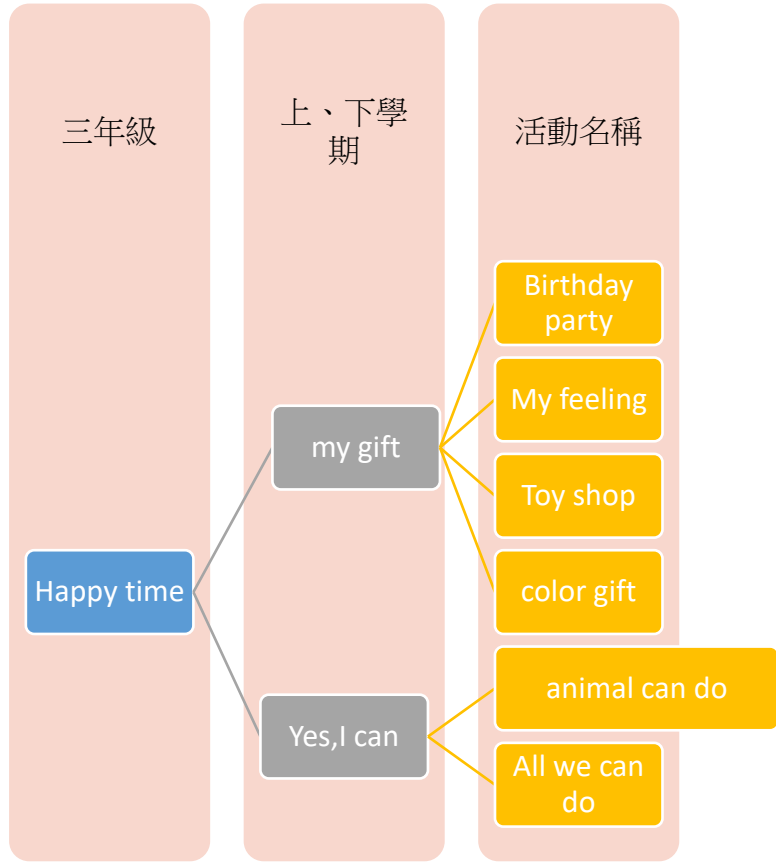 三年級
上、下學
期
活動名稱
Birthday
party
My feeling
my gift
Toy shop
Happy time
color gift
animal can do
Yes,I can
All we can
do